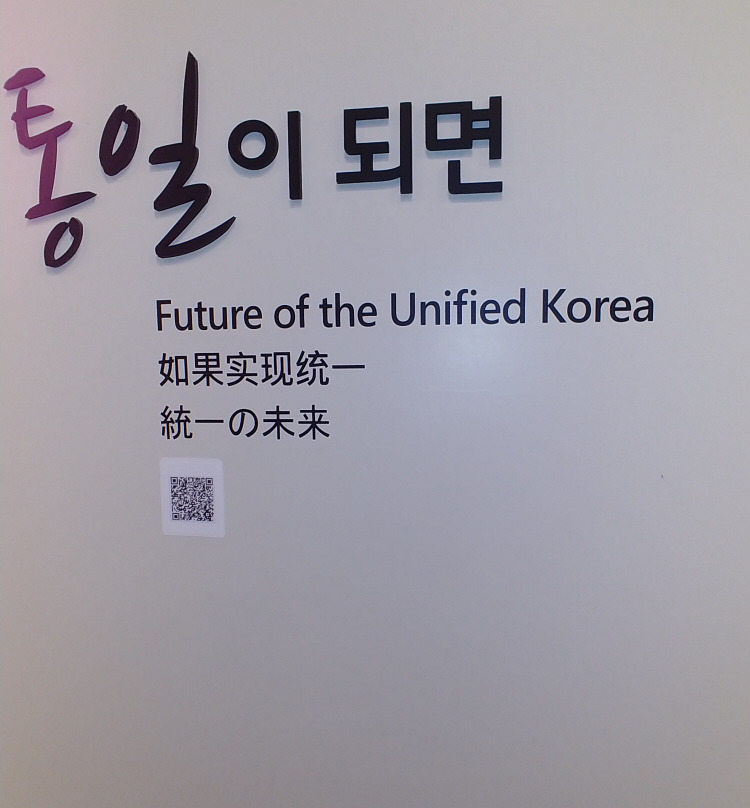 통일이 되면
Future of the Unified Korea
如果实现统一
統一の未来